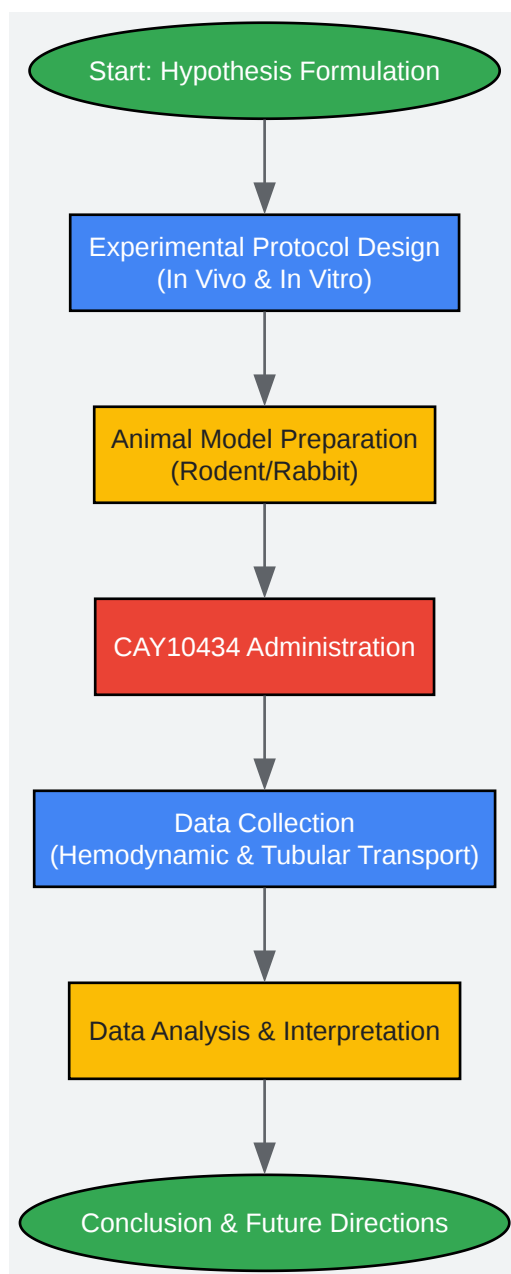 Start: Hypothesis Formulation
Experimental Protocol Design
(In Vivo & In Vitro)
Animal Model Preparation
(Rodent/Rabbit)
CAY10434 Administration
Data Collection
(Hemodynamic & Tubular Transport)
Data Analysis & Interpretation
Conclusion & Future Directions